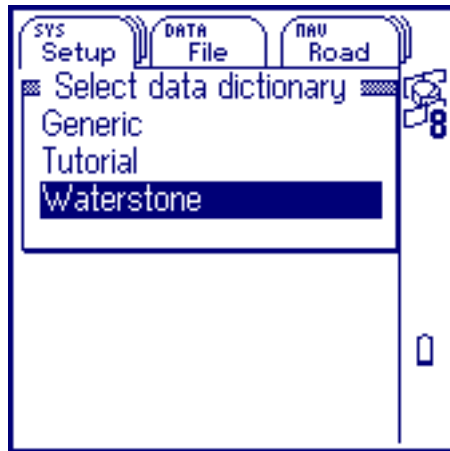 SYS DATA NAV
Setup File Road
Select data dictionary
Generic
8
Tutorial
Waterstone